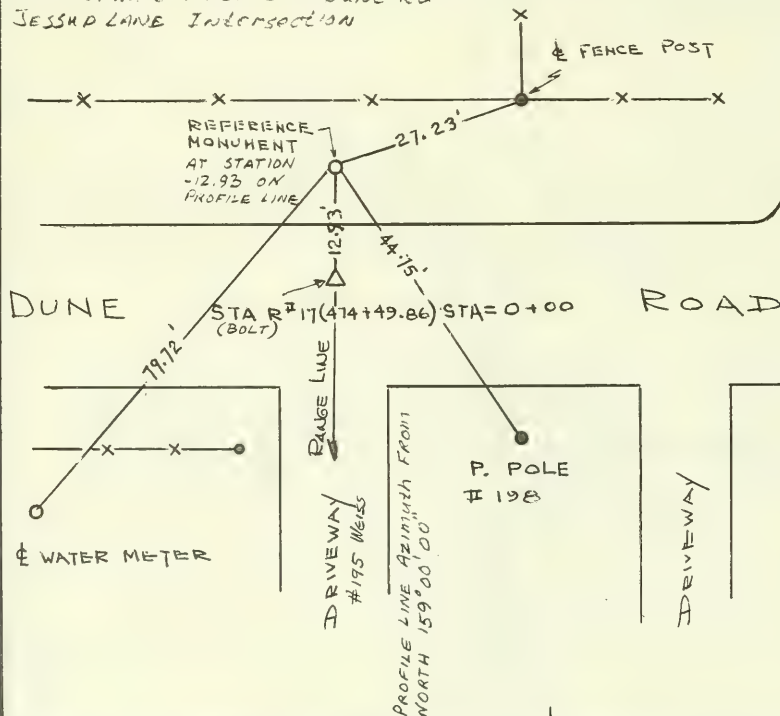 JESSUP LANE Intersection
℄ FENCE POST
REFERENCE
MONUMENT
AT STATION
-12.93 ON
PROFILE LINE
27.23'
12.93'
44.75'
79.72'
DUNE ROAD
STA R#17(474+49.86) STA=0+00
(BOLT)
RANGE LINE
P. POLE
#198
℄ WATER METER
DRIVEWAY
#195 WEISS
PROFILE LINE AZIMUTH FROM
NORTH 159°00'00"
DRIVEWAY